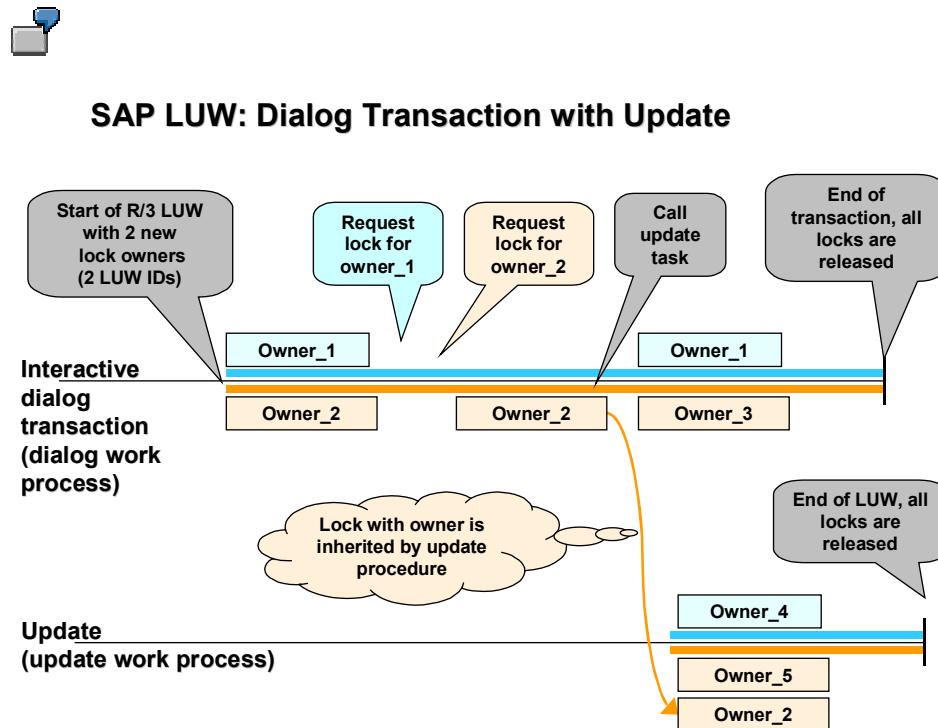 SAP LUW: Dialog Transaction with Update
Start of R/3 LUW
with 2 new
lock owners
(2 LUW IDs)
Request
lock for
owner_1
Request
lock for
owner_2
Call
update
task
End of
transaction, all
locks are
released
Owner_1
Owner_1
Interactive
dialog
transaction
(dialog work
process)
Owner_2
Owner_2
Owner_3
Lock with owner is
inherited by update
procedure
End of LUW, all
locks are
released
Owner_4
Update
(update work process)
Owner_5
Owner_2